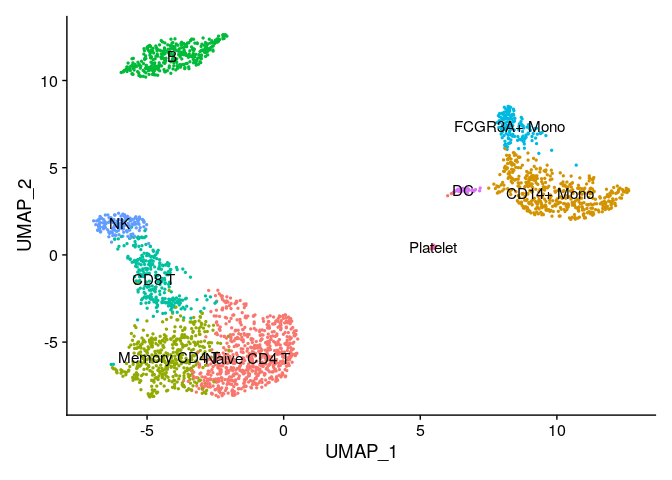 B
10
FCGR3A+ Mono
5
DC
CD14+ Mono
UMAP_2
NK
Platelet
0
CD8 T
-5
Memory CD4 T
Naive CD4 T
-5
0
5
10
UMAP_1